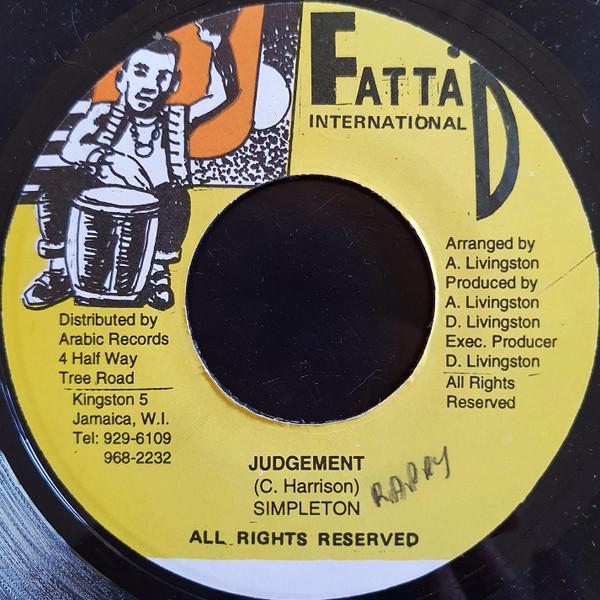 FATTA D
INTERNATIONAL
Arranged by
A. Livingston
Produced by
A. Livingston
D. Livingston
Exec. Producer
D. Livingston
All Rights
Reserved
Distributed by
Arabic Records
4 Half Way
Tree Road
Kingston 5
Jamaica, W.I.
Tel: 929-6109
968-2232
JUDGEMENT
(C. Harrison)
SIMPLETON
RAPPY
ALL RIGHTS RESERVED